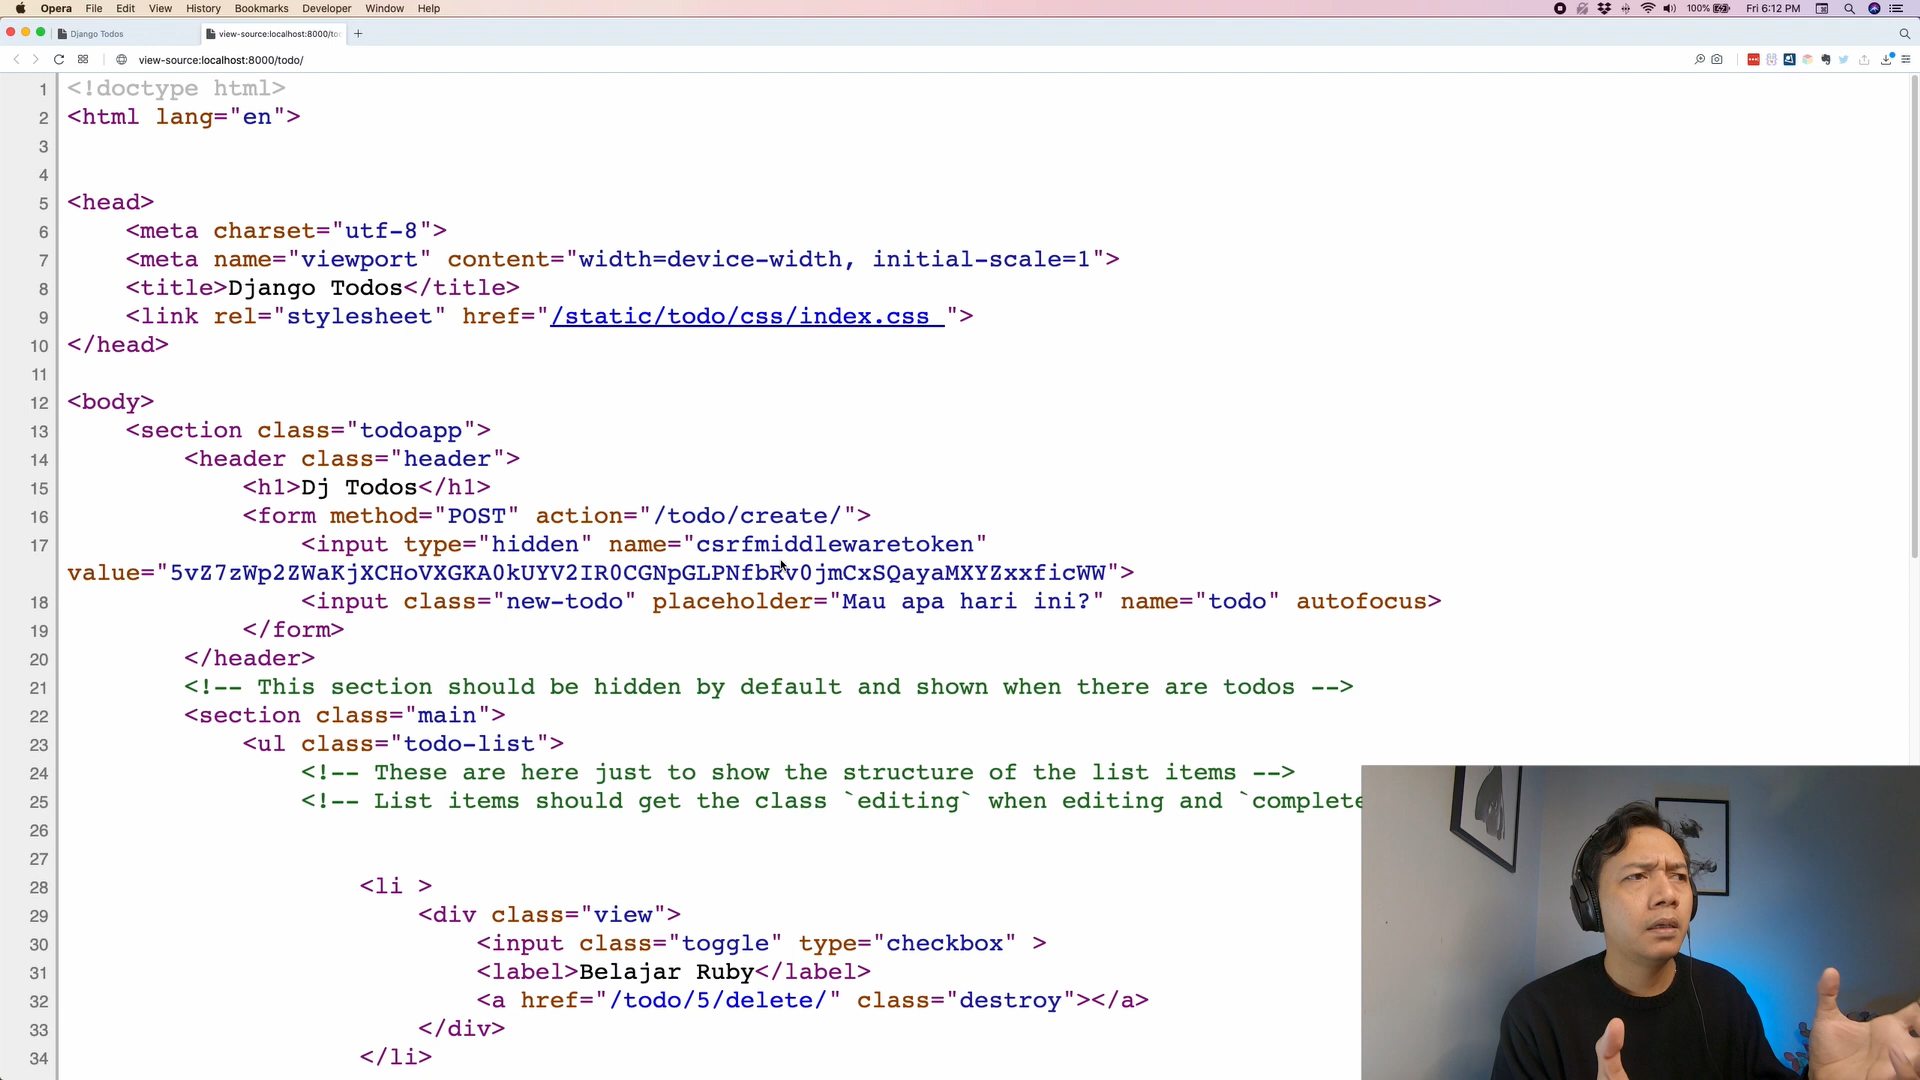 Opera File Edit View History Bookmarks Developer Window Help 100% Fri 6:12 PM
Django Todos view-source:localhost:8000/to
view-source:localhost:8000/todo/
1 <!doctype html>
2 <html lang="en">
3
4
5 <head>
6 <meta charset="utf-8">
7 <meta name="viewport" content="width=device-width, initial-scale=1">
8 <title>Django Todos</title>
9 <link rel="stylesheet" href="/static/todo/css/index.css ">
10 </head>
11
12 <body>
13 <section class="todoapp">
14 <header class="header">
15 <h1>Dj Todos</h1>
16 <form method="POST" action="/todo/create/">
17 <input type="hidden" name="csrfmiddlewaretoken"
value="5vZ7zWp2ZWaKjXCHoVXGKA0kUYV2IR0CGNpGLPNfbRv0jmCxSQayaMXYZxxficWW">
18 <input class="new-todo" placeholder="Mau apa hari ini?" name="todo" autofocus>
19 </form>
20 </header>
21 <!-- This section should be hidden by default and shown when there are todos -->
22 <section class="main">
23 <ul class="todo-list">
24 <!-- These are here just to show the structure of the list items -->
25 <!-- List items should get the class `editing` when editing and `complete
26
27
28 <li >
29 <div class="view">
30 <input class="toggle" type="checkbox" >
31 <label>Belajar Ruby</label>
32 <a href="/todo/5/delete/" class="destroy"></a>
33 </div>
34 </li>